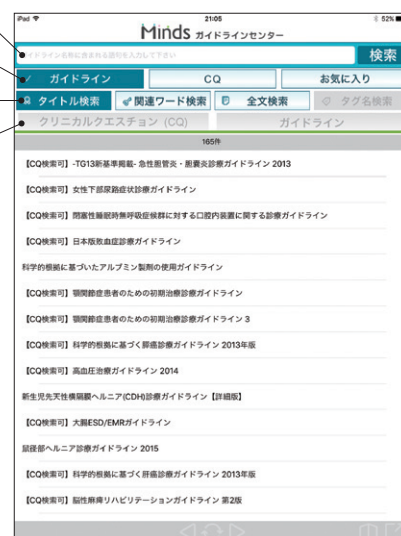 iPad 21:05 52%
Minds ガイドラインセンター
ガイドライン名称に含まれる語句を入力して下さい 検索
ガイドライン CQ お気に入り
タイトル検索 関連ワード検索 全文検索 タグ名検索
クリニカルクエスチョン (CQ) ガイドライン
165件
【CQ検索可】-TG13新基準掲載- 急性胆管炎・胆嚢炎診療ガイドライン 2013
【CQ検索可】女性下部尿路症状診療ガイドライン
【CQ検索可】閉塞性睡眠時無呼吸症候群に対する口腔内装置に関する診療ガイドライン
【CQ検索可】日本版敗血症診療ガイドライン
科学的根拠に基づいたアルブミン製剤の使用ガイドライン
【CQ検索可】顎関節症患者のための初期治療診療ガイドライン
【CQ検索可】顎関節症患者のための初期治療診療ガイドライン 3
【CQ検索可】科学的根拠に基づく膵癌診療ガイドライン 2013年版
【CQ検索可】高血圧治療ガイドライン 2014
新生児先天性横隔膜ヘルニア(CDH)診療ガイドライン【詳細版】
【CQ検索可】大腸ESD/EMRガイドライン
鼠径部ヘルニア診療ガイドライン 2015
【CQ検索可】科学的根拠に基づく肝癌診療ガイドライン 2013年版
【CQ検索可】脳性麻痺リハビリテーションガイドライン 第2版